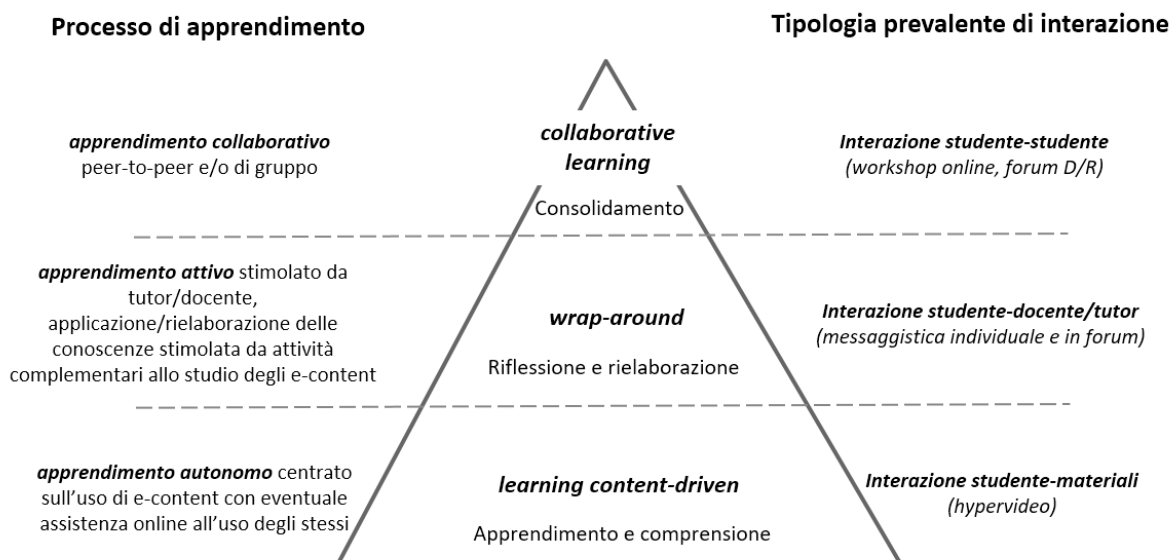 Processo di apprendimento
Tipologia prevalente di interazione
apprendimento collaborativo
peer-to-peer e/o di gruppo
collaborative
learning
Consolidamento
Interazione studente-studente
(workshop online, forum D/R)
apprendimento attivo stimolato da
tutor/docente,
applicazione/rielaborazione delle
conoscenze stimolata da attività
complementari allo studio degli e-content
wrap-around
Riflessione e rielaborazione
Interazione studente-docente/tutor
(messaggistica individuale e in forum)
apprendimento autonomo centrato
sull'uso di e-content con eventuale
assistenza online all'uso degli stessi
learning content-driven
Apprendimento e comprensione
Interazione studente-materiali
(hypervideo)